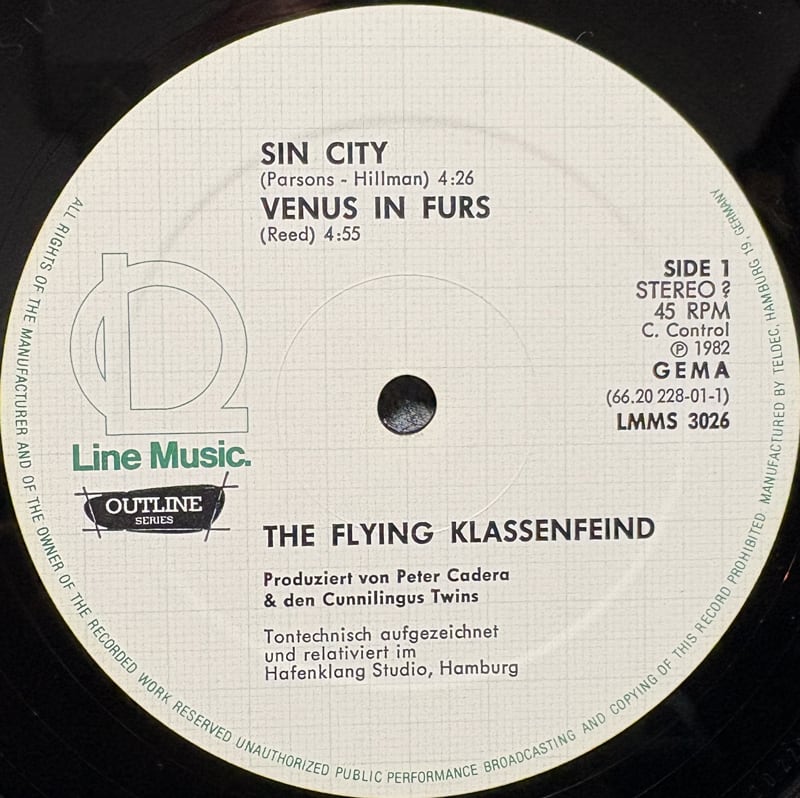 SIN CITY
(Parsons - Hillman) 4:26
VENUS IN FURS
(Reed) 4:55
SIDE 1
STEREO?
45 RPM
C. Control
Ⓟ 1982
GEMA
(66.20 228-01-1)
LMMS 3026
Line Music.
OUTLINE
SERIES
THE FLYING KLASSENFEIND
Produziert von Peter Cadera
& den Cunnilingus Twins
Tontechnisch aufgezeichnet
und relativiert im
Hafenklang Studio, Hamburg
ALL RIGHTS OF THE MANUFACTURER AND OF THE OWNER OF THE RECORDED WORK RESERVED UNAUTHORIZED PUBLIC PERFORMANCE BROADCASTING AND COPYING OF THIS RECORD PROHIBITED MANUFACTURED BY TELDEC, HAMBURG 19, GERMANY